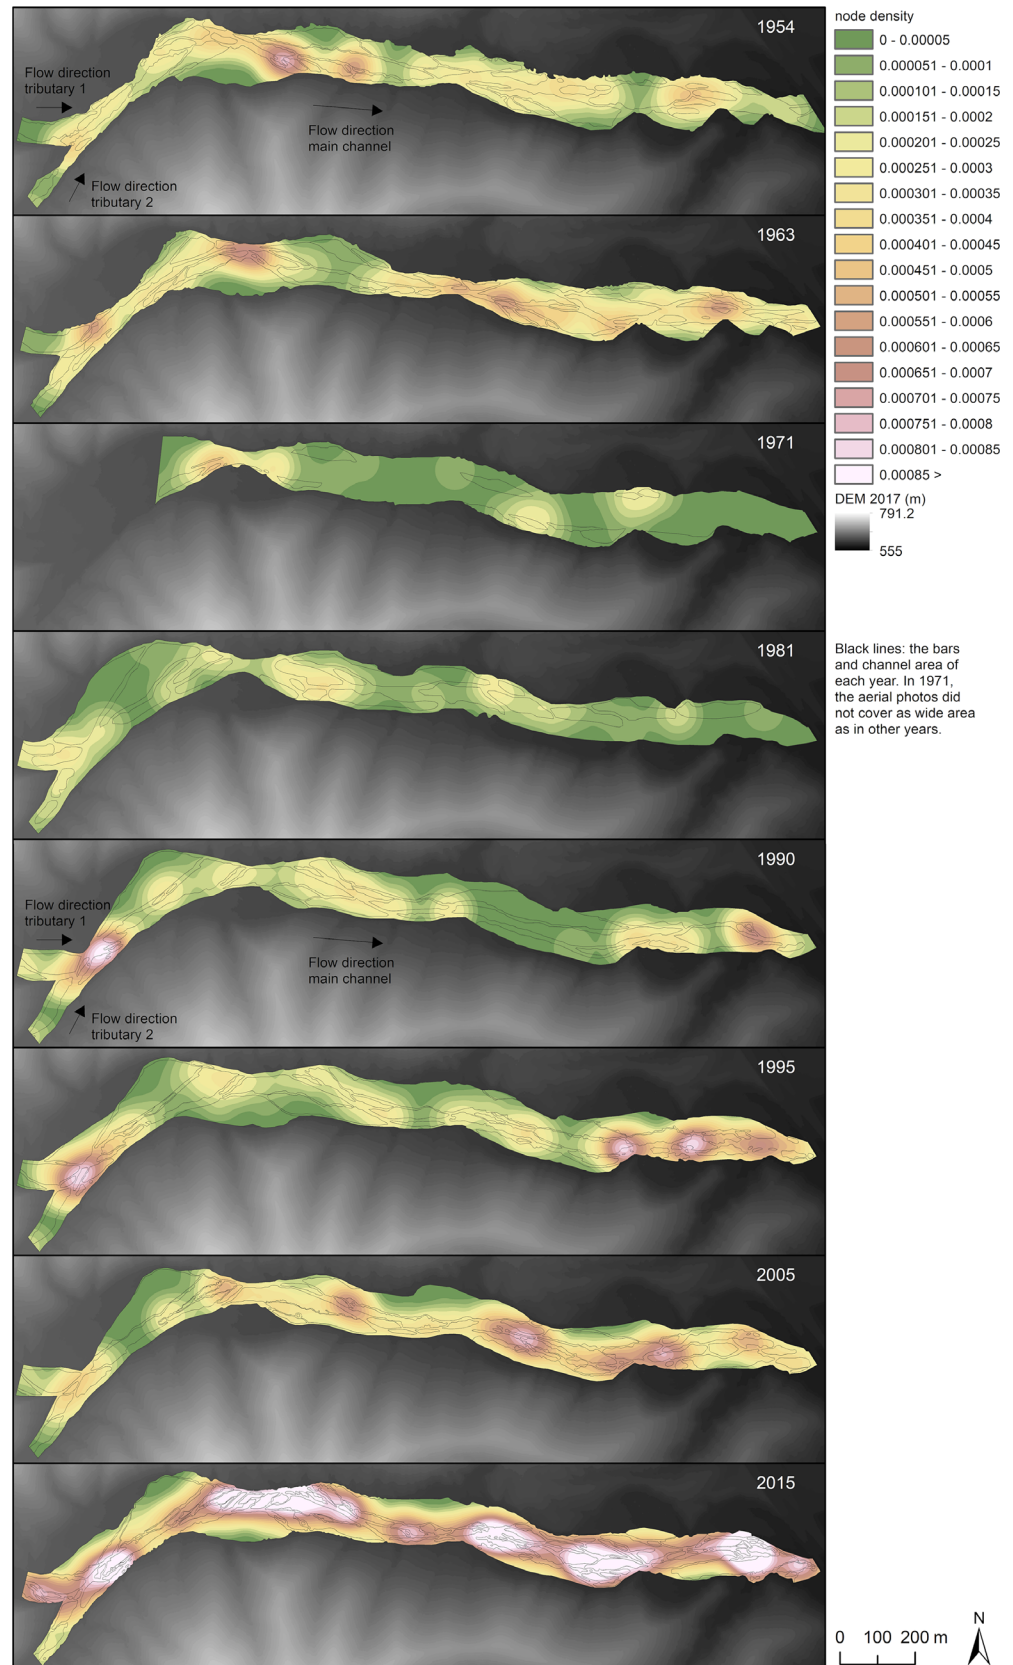 1954
Flow direction
tributary 1
Flow direction
main channel
Flow direction
tributary 2
1963
1971
1981
1990
Flow direction
tributary 1
Flow direction
main channel
Flow direction
tributary 2
1995
2005
2015
node density
0 - 0.00005
0.000051 - 0.0001
0.000101 - 0.00015
0.000151 - 0.0002
0.000201 - 0.00025
0.000251 - 0.0003
0.000301 - 0.00035
0.000351 - 0.0004
0.000401 - 0.00045
0.000451 - 0.0005
0.000501 - 0.00055
0.000551 - 0.0006
0.000601 - 0.00065
0.000651 - 0.0007
0.000701 - 0.00075
0.000751 - 0.0008
0.000801 - 0.00085
0.00085 >
DEM 2017 (m)
791.2
555
Black lines: the bars
and channel area of
each year. In 1971,
the aerial photos did
not cover as wide area
as in other years.
N
0 100 200 m